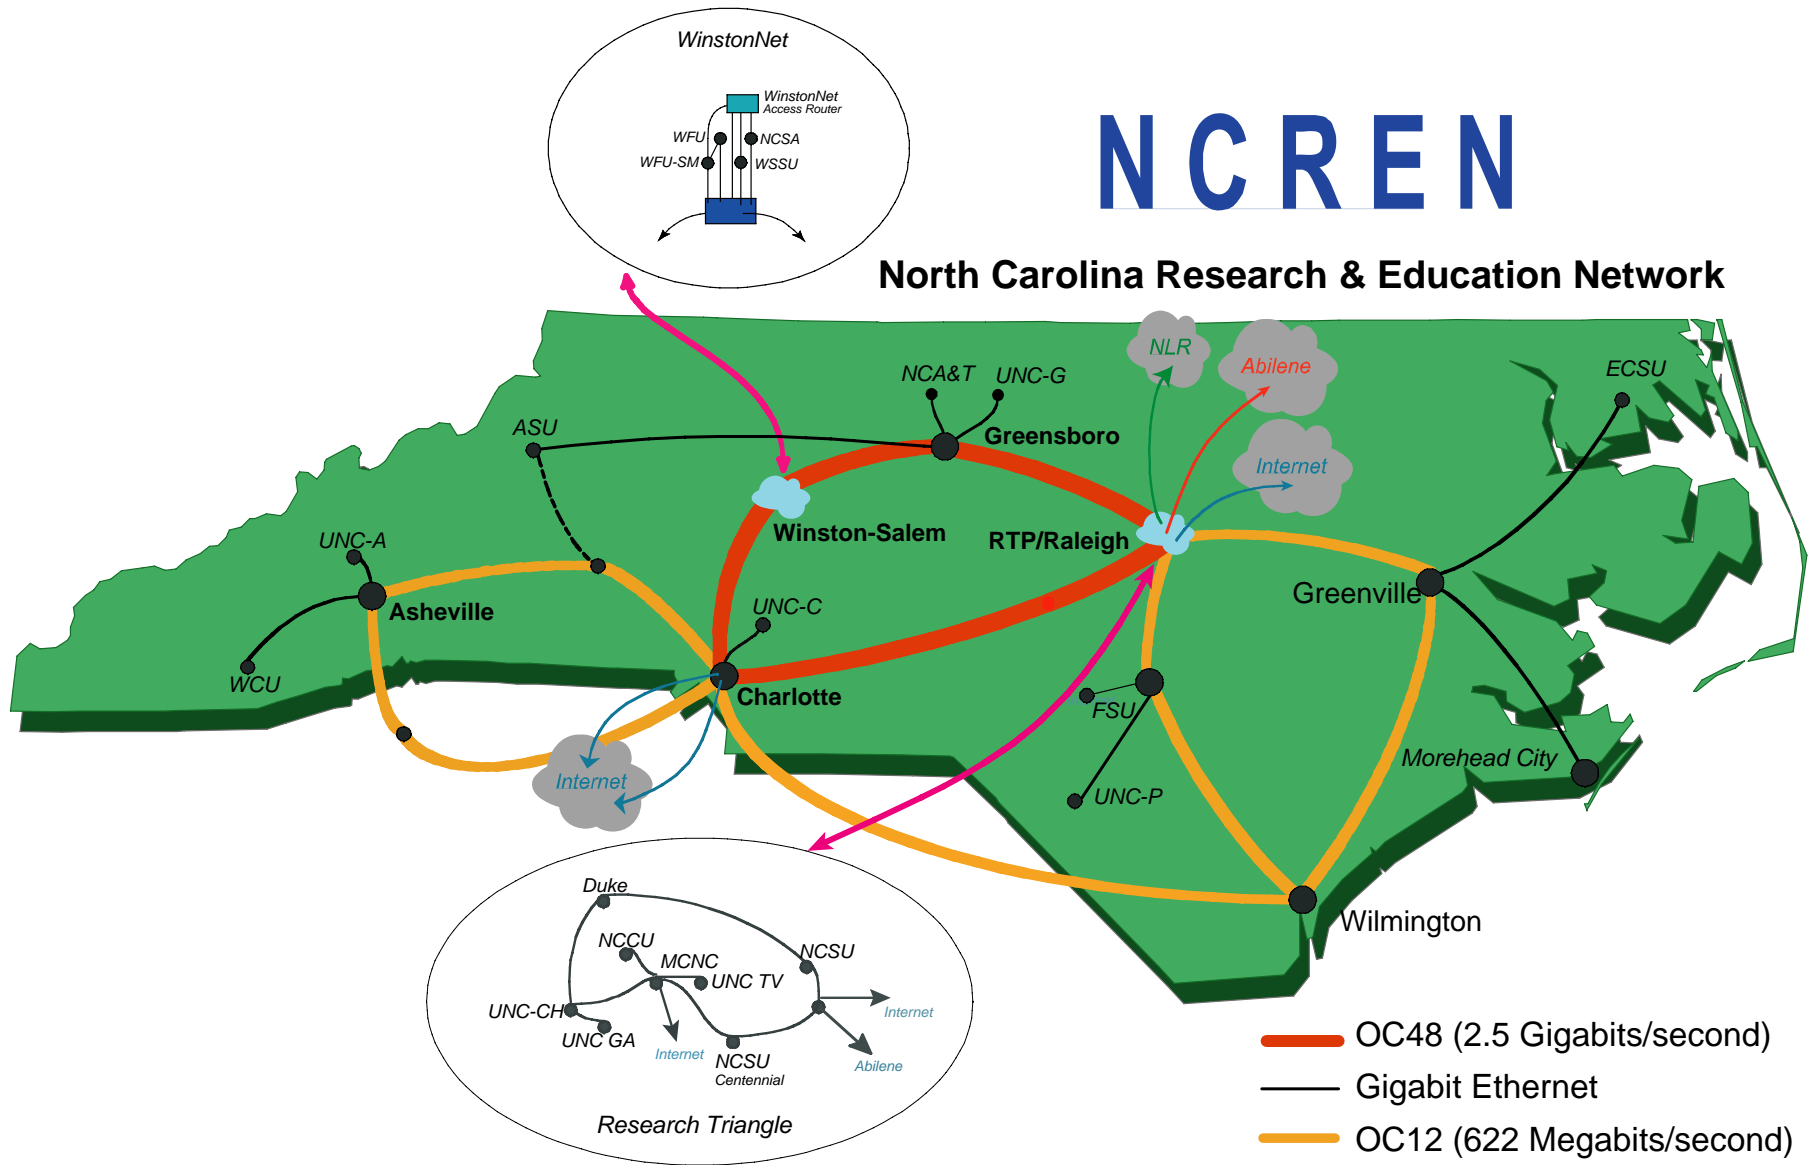 WinstonNet
WinstonNet
Access Router
WFU
NCSA
WFU-SM
WSSU
NCREN
North Carolina Research & Education Network
NLR
Abilene
Internet
ECSU
NCA&T
UNC-G
ASU
Greensboro
Winston-Salem
RTP/Raleigh
UNC-A
Asheville
WCU
UNC-C
Charlotte
Greenville
FSU
UNC-P
Morehead City
Internet
Wilmington
Duke
NCCU
MCNC
UNC TV
NCSU
UNC-CH
UNC GA
Internet
NCSU
Centennial
Internet
Abilene
Research Triangle
OC48 (2.5 Gigabits/second)
Gigabit Ethernet
OC12 (622 Megabits/second)